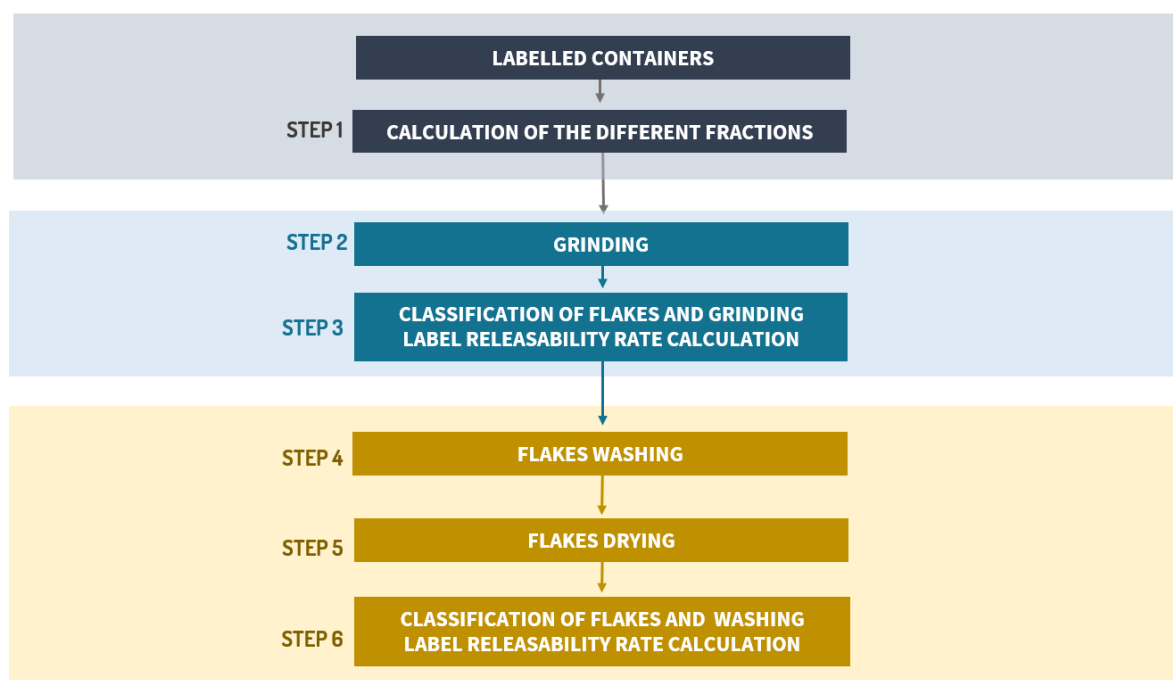 LABELLED CONTAINERS
STEP 1
CALCULATION OF THE DIFFERENT FRACTIONS
STEP 2
GRINDING
STEP 3
CLASSIFICATION OF FLAKES AND GRINDING
LABEL RELEASABILITY RATE CALCULATION
STEP 4
FLAKES WASHING
STEP 5
FLAKES DRYING
STEP 6
CLASSIFICATION OF FLAKES AND WASHING
LABEL RELEASABILITY RATE CALCULATION